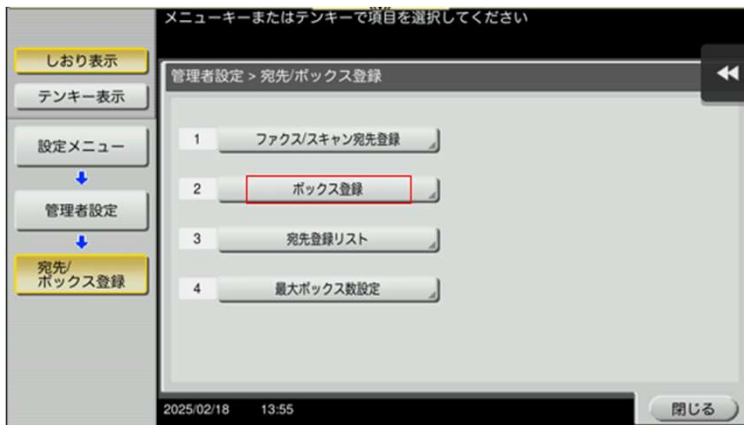 メニューキーまたはテンキーで項目を選択してください
しおり表示
テンキー表示
設定メニュー
管理者設定
宛先/
ボックス登録
管理者設定 > 宛先/ボックス登録
1 ファクス/スキャン宛先登録
2 ボックス登録
3 宛先登録リスト
4 最大ボックス数設定
2025/02/18 13:55
閉じる